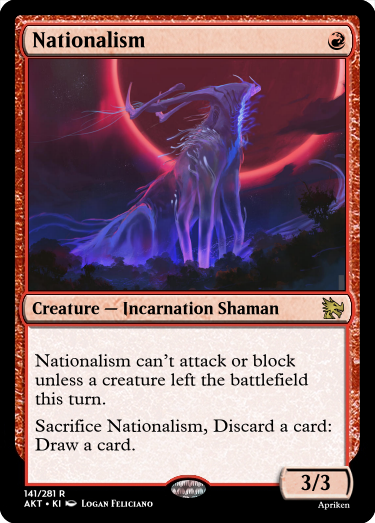 Nationalism
Creature — Incarnation Shaman
Nationalism can't attack or block
unless a creature left the battlefield
this turn.
Sacrifice Nationalism, Discard a card:
Draw a card.
3/3
141/281 R
AKT • KI Logan Feliciano
Apriken